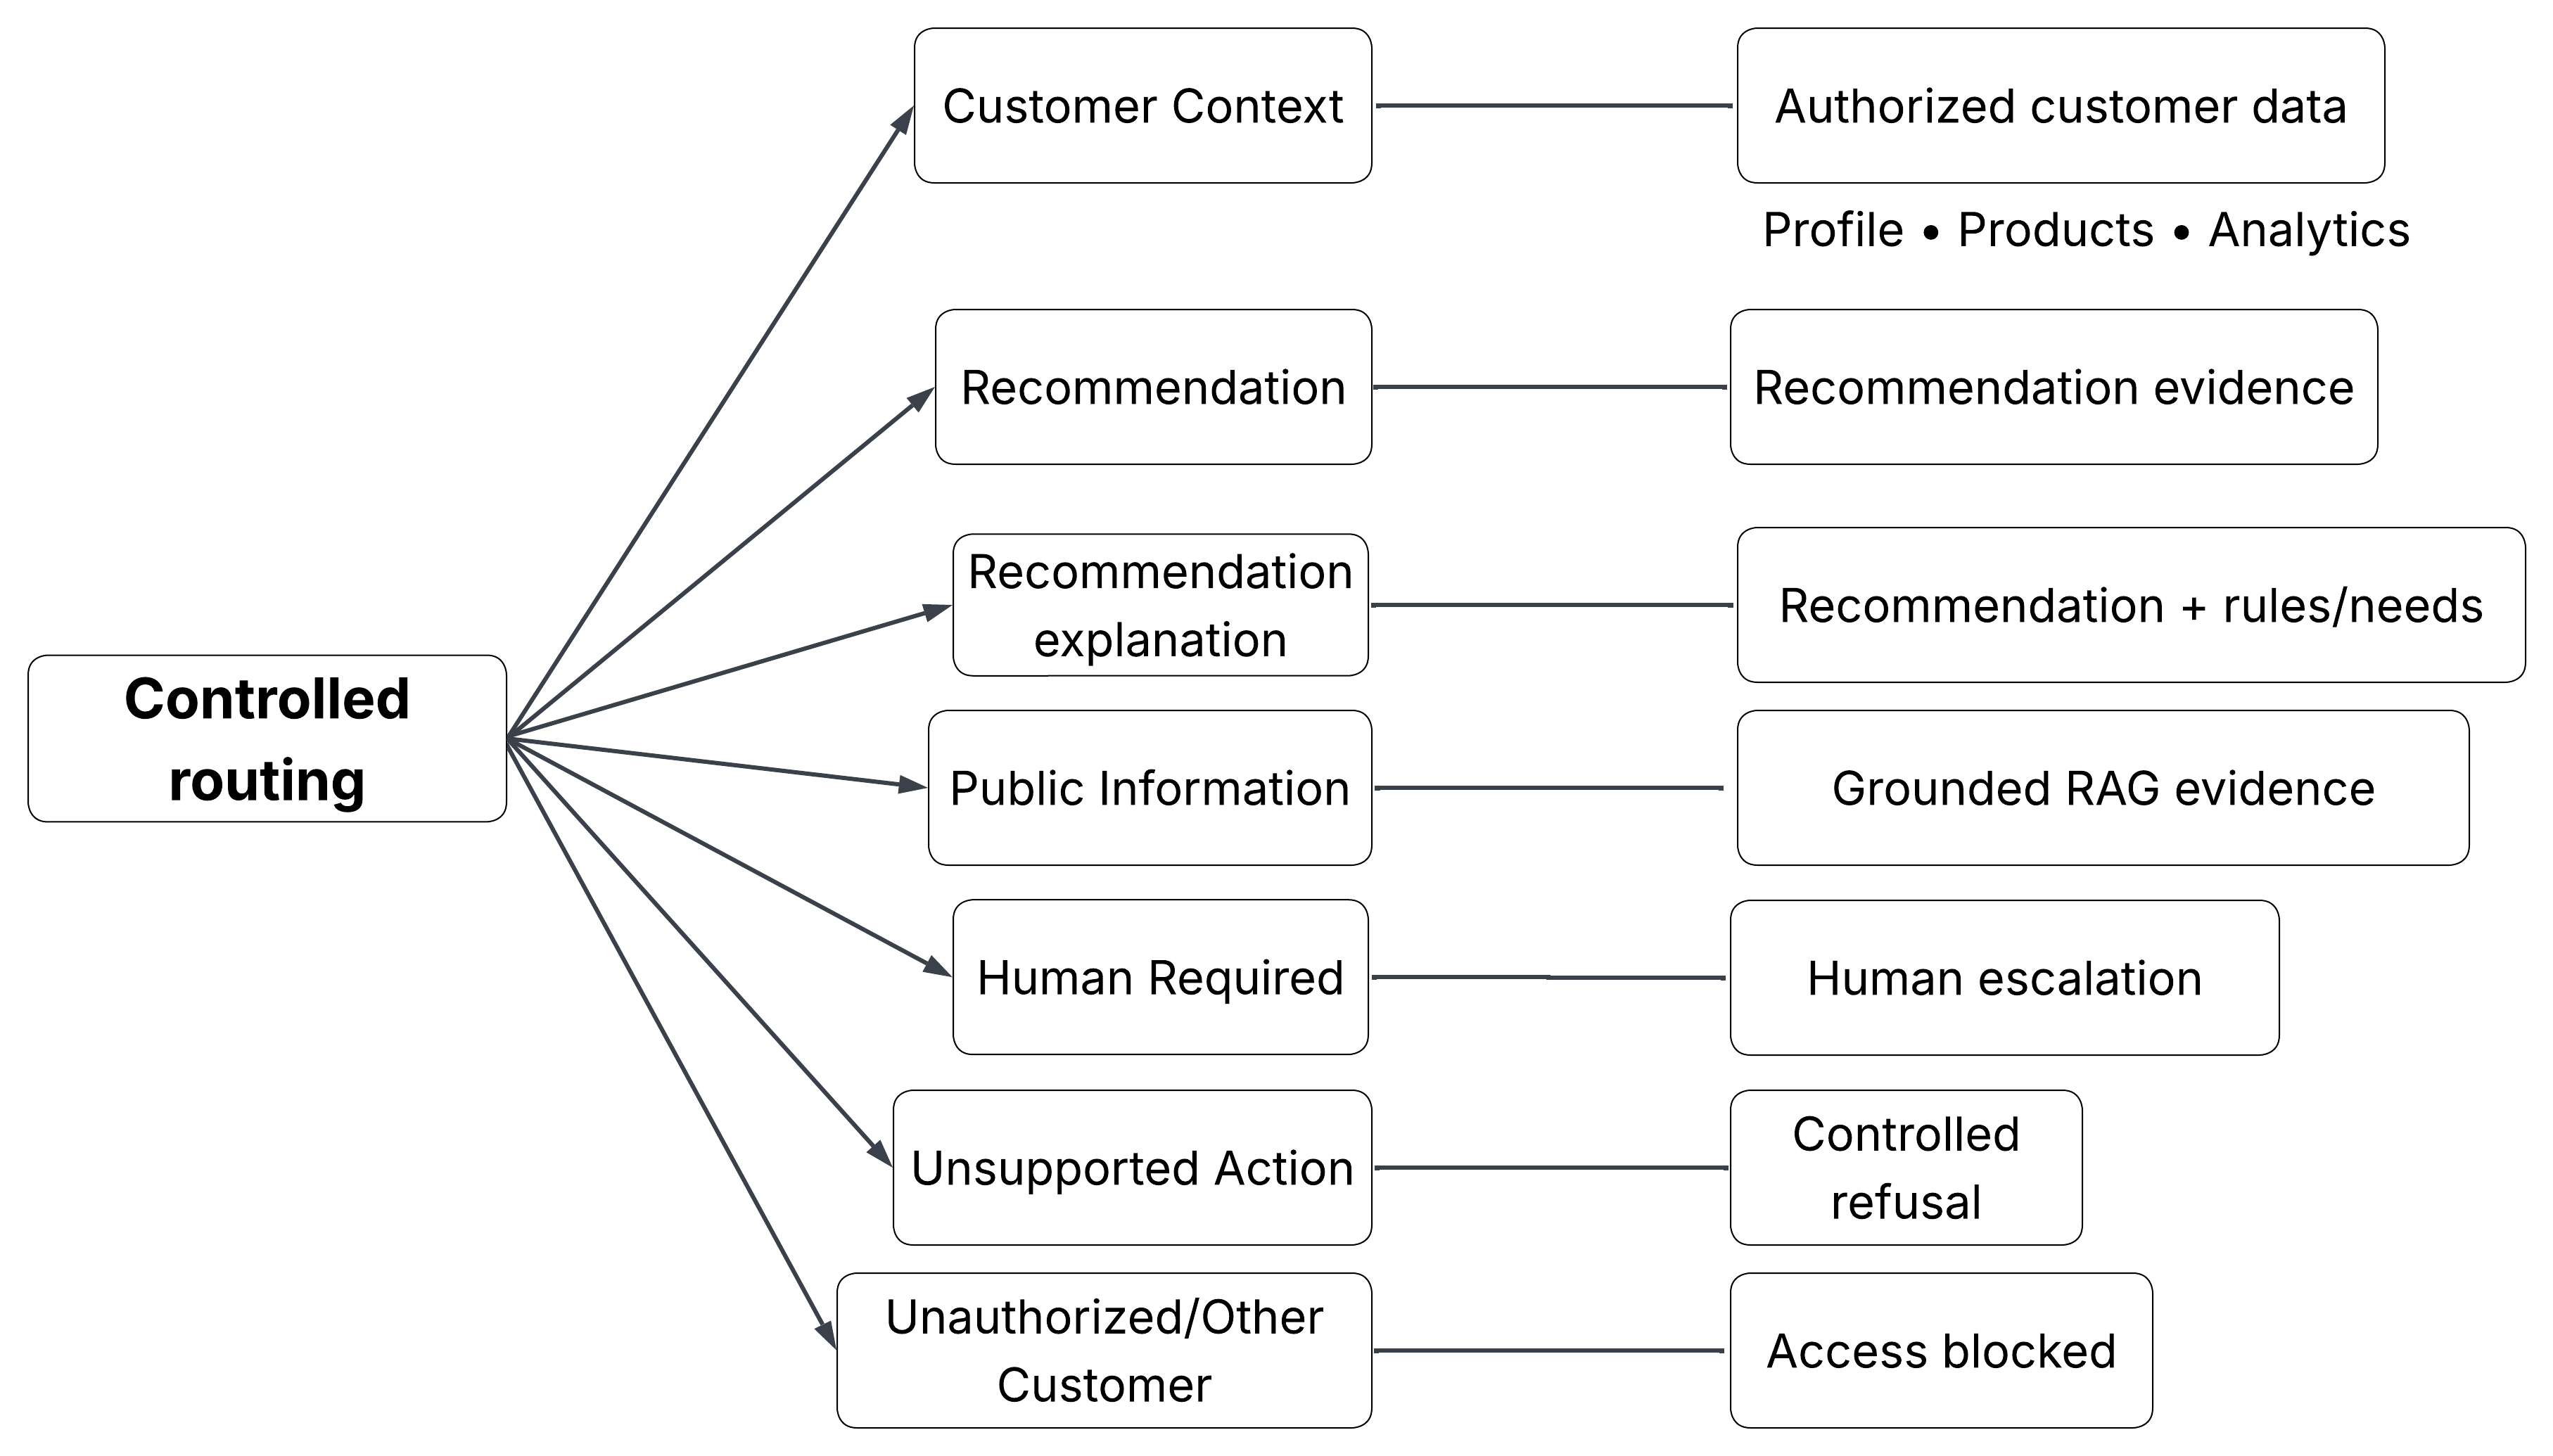 Customer Context
Authorized customer data
Profile • Products • Analytics
Recommendation
Recommendation evidence
Recommendation
explanation
Recommendation + rules/needs
Controlled
routing
Public Information
Grounded RAG evidence
Human Required
Human escalation
Unsupported Action
Controlled
refusal
Unauthorized/Other
Customer
Access blocked